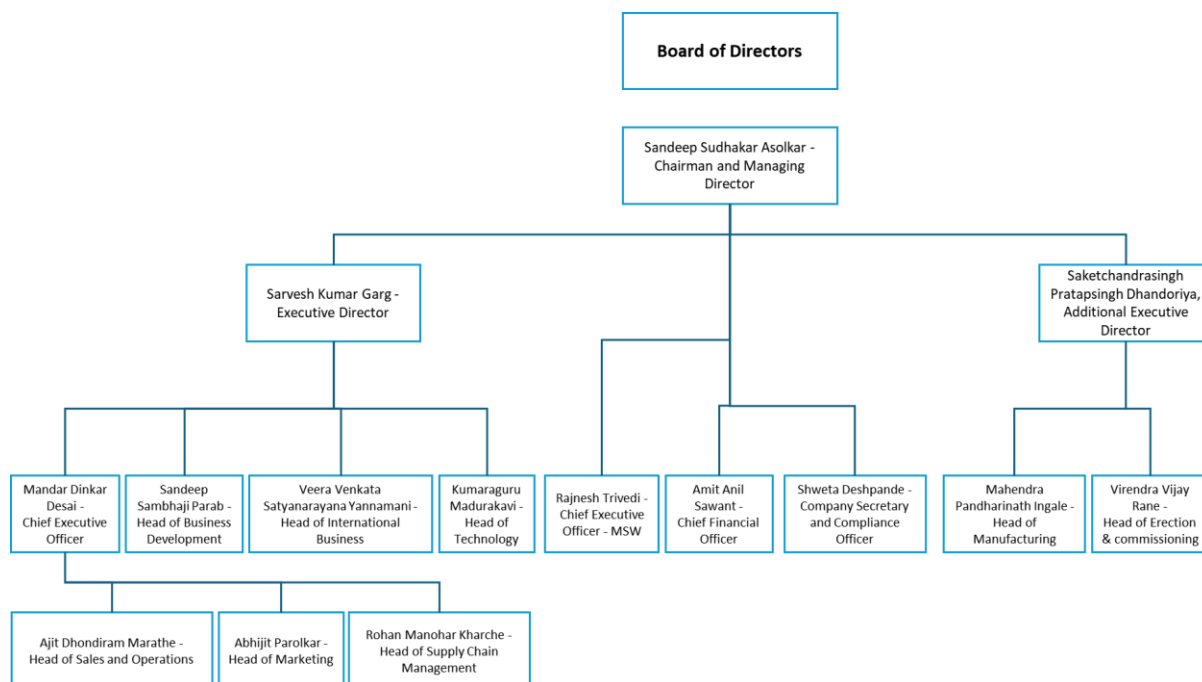 Board of Directors
Sandeep Sudhakar Asolkar -
Chairman and Managing
Director
Sarvesh Kumar Garg -
Executive Director
Saketchandrasingh
Pratapsingh Dhandoriya,
Additional Executive
Director
Mandar Dinkar
Desai -
Chief Executive
Officer
Sandeep
Sambhaji Parab -
Head of Business
Development
Veera Venkata
Satyanarayana Yannamani -
Head of International
Business
Kumaraguru
Madurakavi -
Head of
Technology
Rajnesh Trivedi -
Chief Executive
Officer - MSW
Amit Anil
Sawant -
Chief Financial
Officer
Shweta Deshpande -
Company Secretary
and Compliance
Officer
Mahendra
Pandharinath Ingale -
Head of
Manufacturing
Virendra Vijay
Rane -
Head of Erection
& commissioning
Ajit Dhondiram Marathe -
Head of Sales and Operations
Abhijit Parolkar -
Head of Marketing
Rohan Manohar Kharche -
Head of Supply Chain
Management